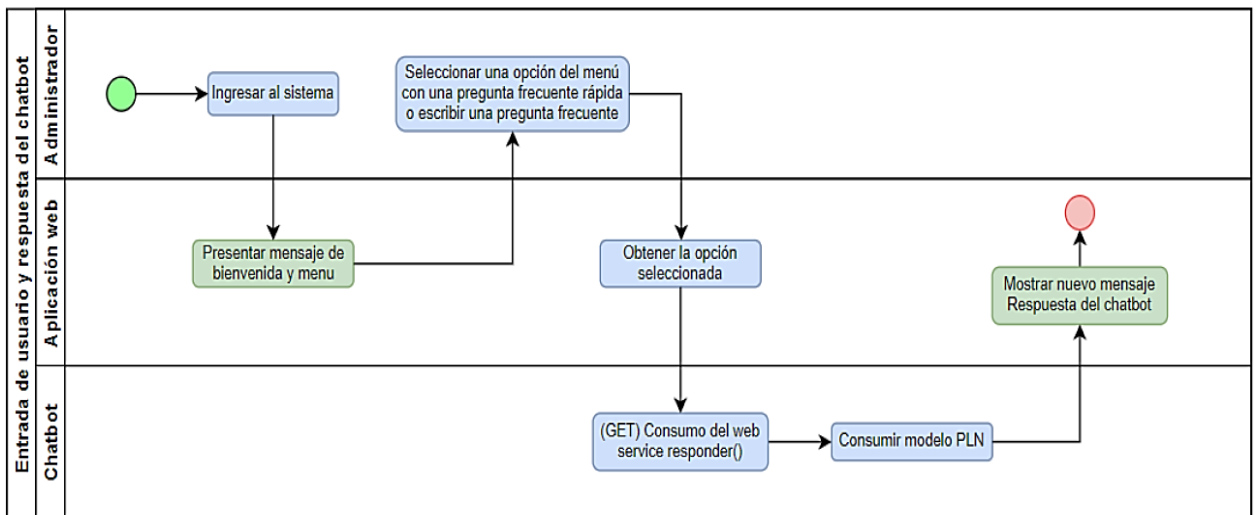 Entrada de usuario y respuesta del chatbot
Administrador
Ingresar al sistema
Seleccionar una opción del menú
con una pregunta frecuente rápida
o escribir una pregunta frecuente
Aplicación web
Presentar mensaje de
bienvenida y menu
Obtener la opción
seleccionada
Mostrar nuevo mensaje
Respuesta del chatbot
Chatbot
(GET) Consumo del web
service responder()
Consumir modelo PLN